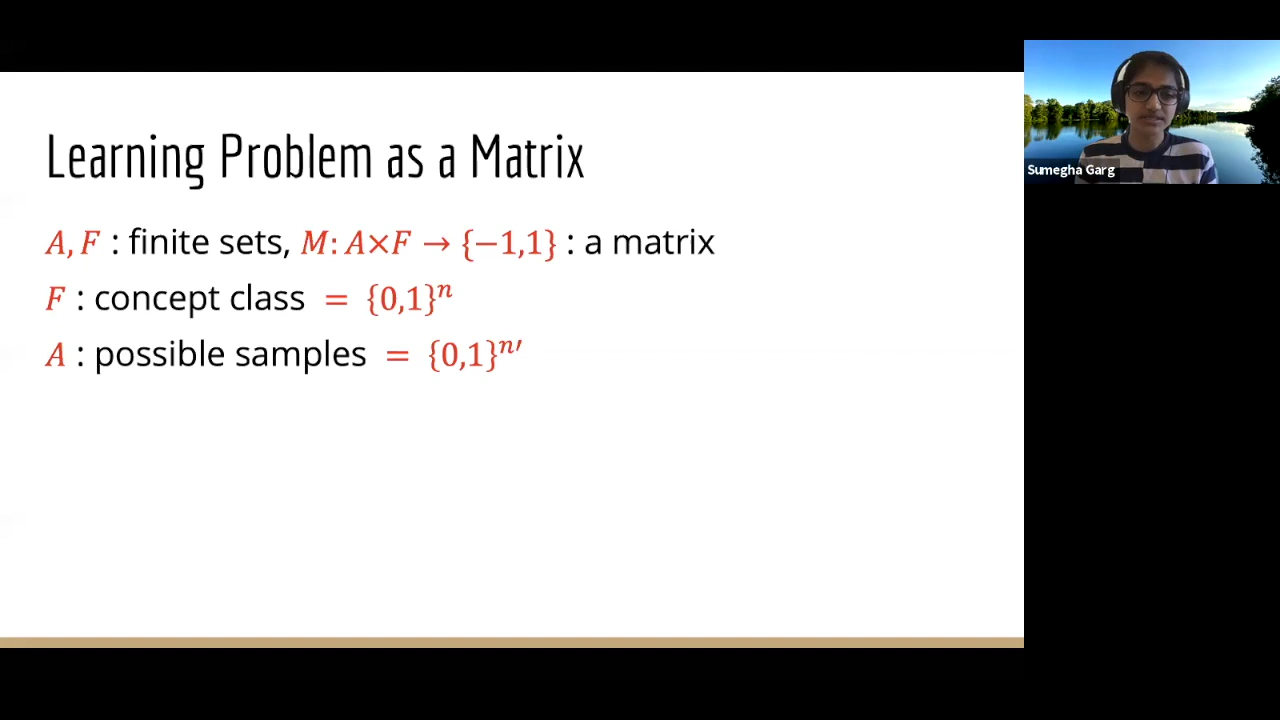 Learning Problem as a Matrix
A, F : finite sets, M: A×F → {−1,1} : a matrix
F : concept class = {0,1}ⁿ
A : possible samples = {0,1}ⁿ′
Sumegha Garg